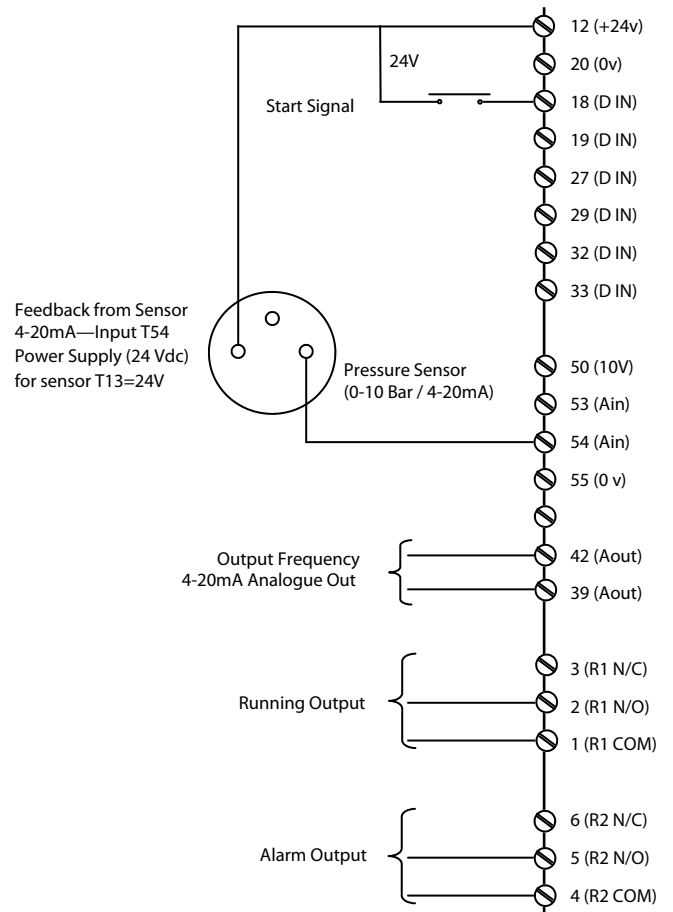 12 (+24v)
24V
20 (0v)
Start Signal
18 (D IN)
19 (D IN)
27 (D IN)
29 (D IN)
32 (D IN)
33 (D IN)
Feedback from Sensor
4-20mA—Input T54
Power Supply (24 Vdc)
for sensor T13=24V
Pressure Sensor
(0-10 Bar / 4-20mA)
50 (10V)
53 (Ain)
54 (Ain)
55 (0 v)
Output Frequency
4-20mA Analogue Out
42 (Aout)
39 (Aout)
3 (R1 N/C)
Running Output
2 (R1 N/O)
1 (R1 COM)
6 (R2 N/C)
Alarm Output
5 (R2 N/O)
4 (R2 COM)